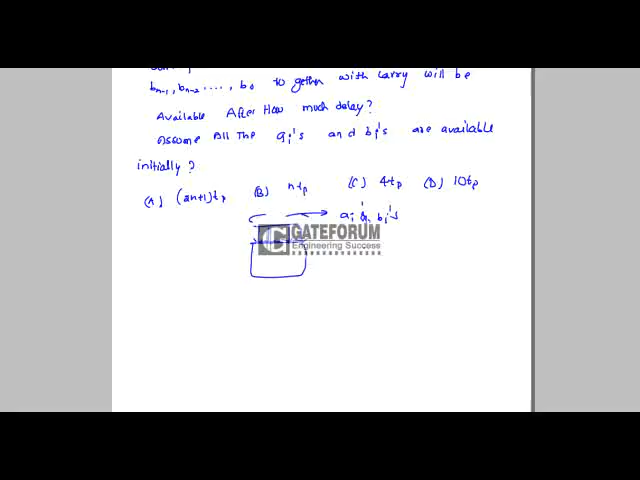 bn-1, bn-2 ...., b0 together with carry will be
Available After How much delay?
Assume All The ai's and bi's are available
initially?
(A) (2n+1)tp (B) ntp (C) 4tp (D) 10tp
ai's & bi's
GATEFORUM
Engineering Success